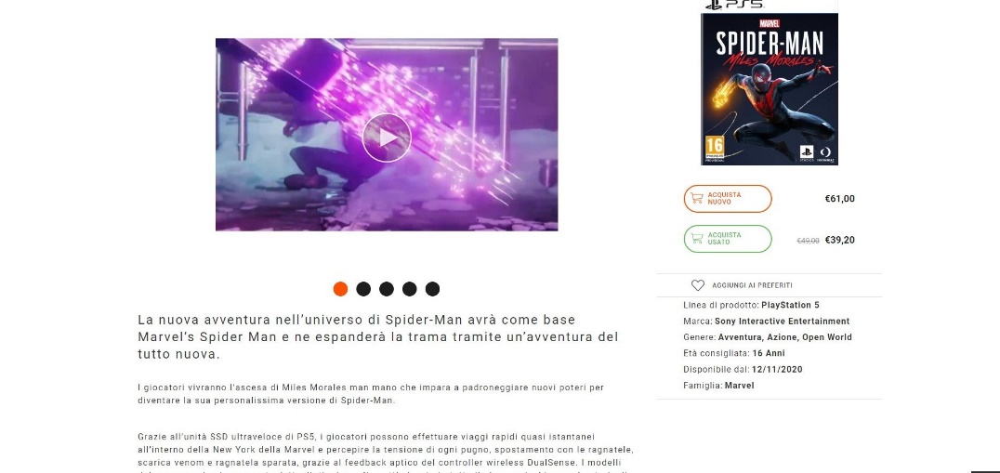 La nuova avventura nell'universo di Spider-Man avrà come base
Marvel's Spider Man e ne espanderà la trama tramite un'avventura del
tutto nuova.
I giocatori vivranno l'ascesa di Miles Morales man mano che impara a padroneggiare nuovi poteri per
diventare la sua personalissima versione di Spider-Man.
Grazie all'unità SSD ultraveloce di PS5, i giocatori possono effettuare viaggi rapidi quasi istantanei
all'interno della New York della Marvel e percepire la tensione di ogni pugno, spostamento con le ragnatele,
scarica venom e ragnatela sparata, grazie al feedback aptico del controller wireless DualSense. I modelli
PS5
MARVEL
SPIDER-MAN
MILES MORALES
16
ACQUISTA
NUOVO
€61,00
ACQUISTA
USATO
€49,00 €39,20
AGGIUNGI AI PREFERITI
Linea di prodotto: PlayStation 5
Marca: Sony Interactive Entertainment
Genere: Avventura, Azione, Open World
Età consigliata: 16 Anni
Disponibile dal: 12/11/2020
Famiglia: Marvel